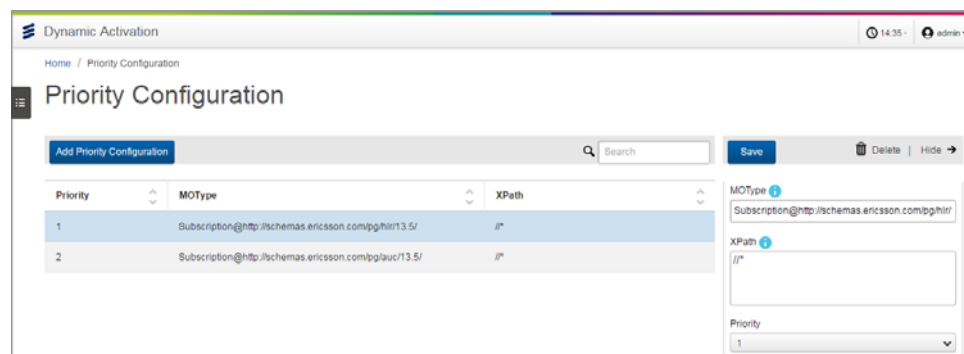 Dynamic Activation
14:35 -
admin
Home / Priority Configuration
Priority Configuration
Add Priority Configuration
Search
Save
Delete | Hide →
Priority MOType XPath
1 Subscription@http://schemas.ericsson.com/pg/hlr/13.5/ //*
2 Subscription@http://schemas.ericsson.com/pg/auc/13.5/ //*
MOType
Subscription@http://schemas.ericsson.com/pg/hlr/
XPath
//*
Priority
1